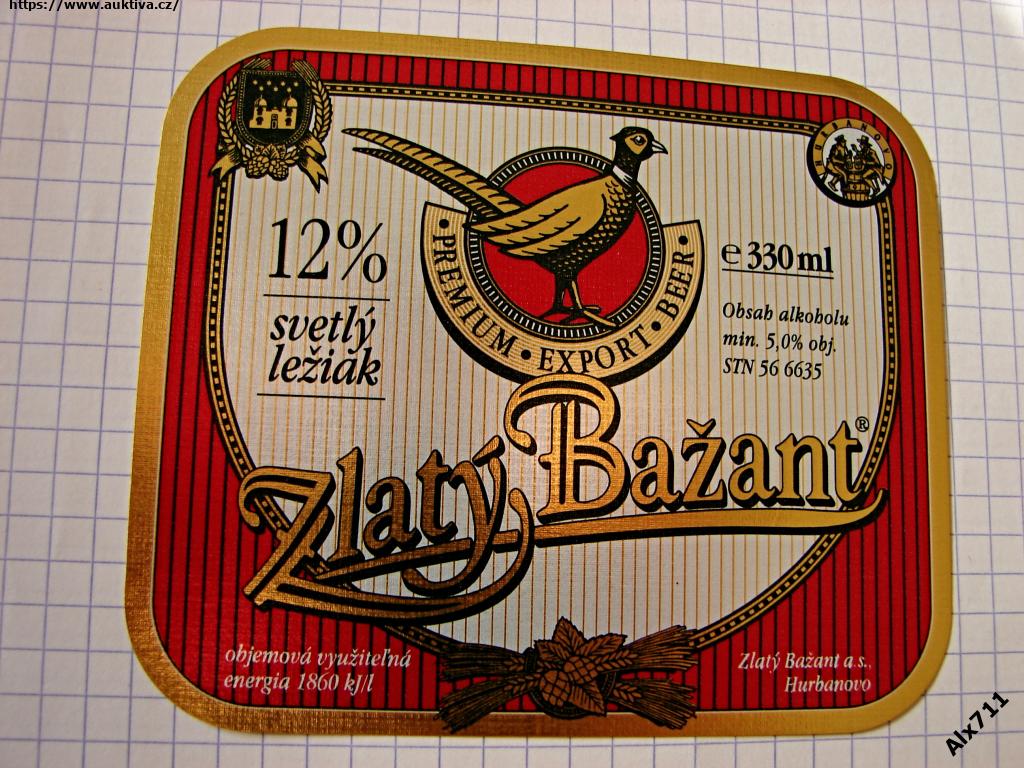 https://www.auktiva.cz/
HURBANOVO
12%
svetlý
ležiak
PREMIUM · EXPORT · BEER
e 330 ml
Obsah alkoholu
min. 5,0% obj.
STN 56 6635
Zlatý Bažant®
objemová využiteľná
energia 1860 kJ/l
Zlatý Bažant a.s.,
Hurbanovo
Alx711